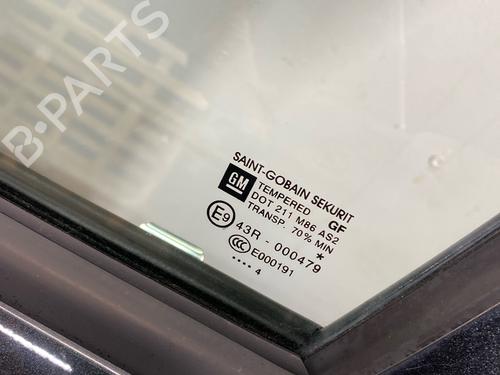 B-PARTS
SAINT-GOBAIN SEKURIT
GM TEMPERED GF
DOT 211 M86 AS2
TRANSP. 70% MIN
E9 43R - 000479 *
CCC E000191
.... 4